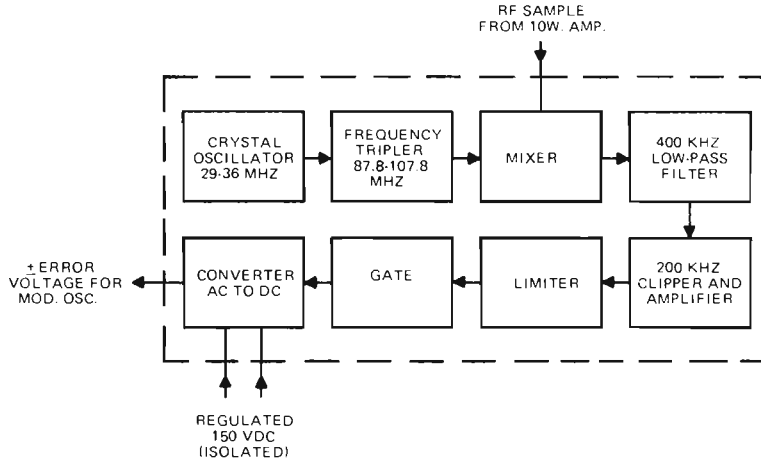 RF SAMPLE
FROM 10W. AMP.
CRYSTAL
OSCILLATOR
29-36 MHZ
FREQUENCY
TRIPLER
87.8-107.8
MHZ
MIXER
400 KHZ
LOW-PASS
FILTER
± ERROR
VOLTAGE FOR
MOD. OSC.
CONVERTER
AC TO DC
GATE
LIMITER
200 KHZ
CLIPPER AND
AMPLIFIER
REGULATED
150 VDC
(ISOLATED)